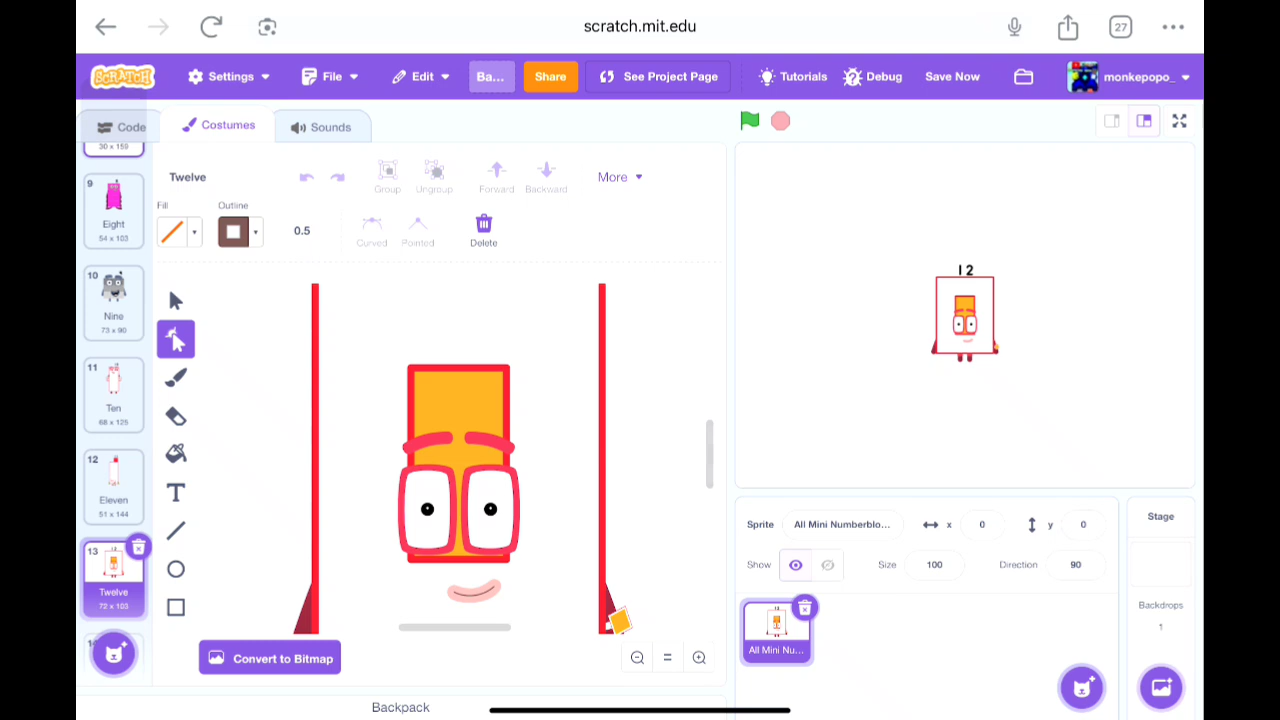 scratch.mit.edu
27
SCRATCH
Settings
File
Edit
Ba...
Share
See Project Page
Tutorials
Debug
Save Now
monkepopo_
Code
Costumes
Sounds
30 x 159
9
Eight
54 x 103
10
Nine
73 x 90
11
Ten
68 x 125
12
Eleven
51 x 144
13
Twelve
72 x 103
Twelve
Group
Ungroup
Forward
Backward
More
Fill
Outline
0.5
Curved
Pointed
Delete
T
Convert to Bitmap
Backpack
12
Sprite
All Mini Numberblo...
x
0
y
0
Show
Size
100
Direction
90
All Mini Nu...
Stage
Backdrops
1